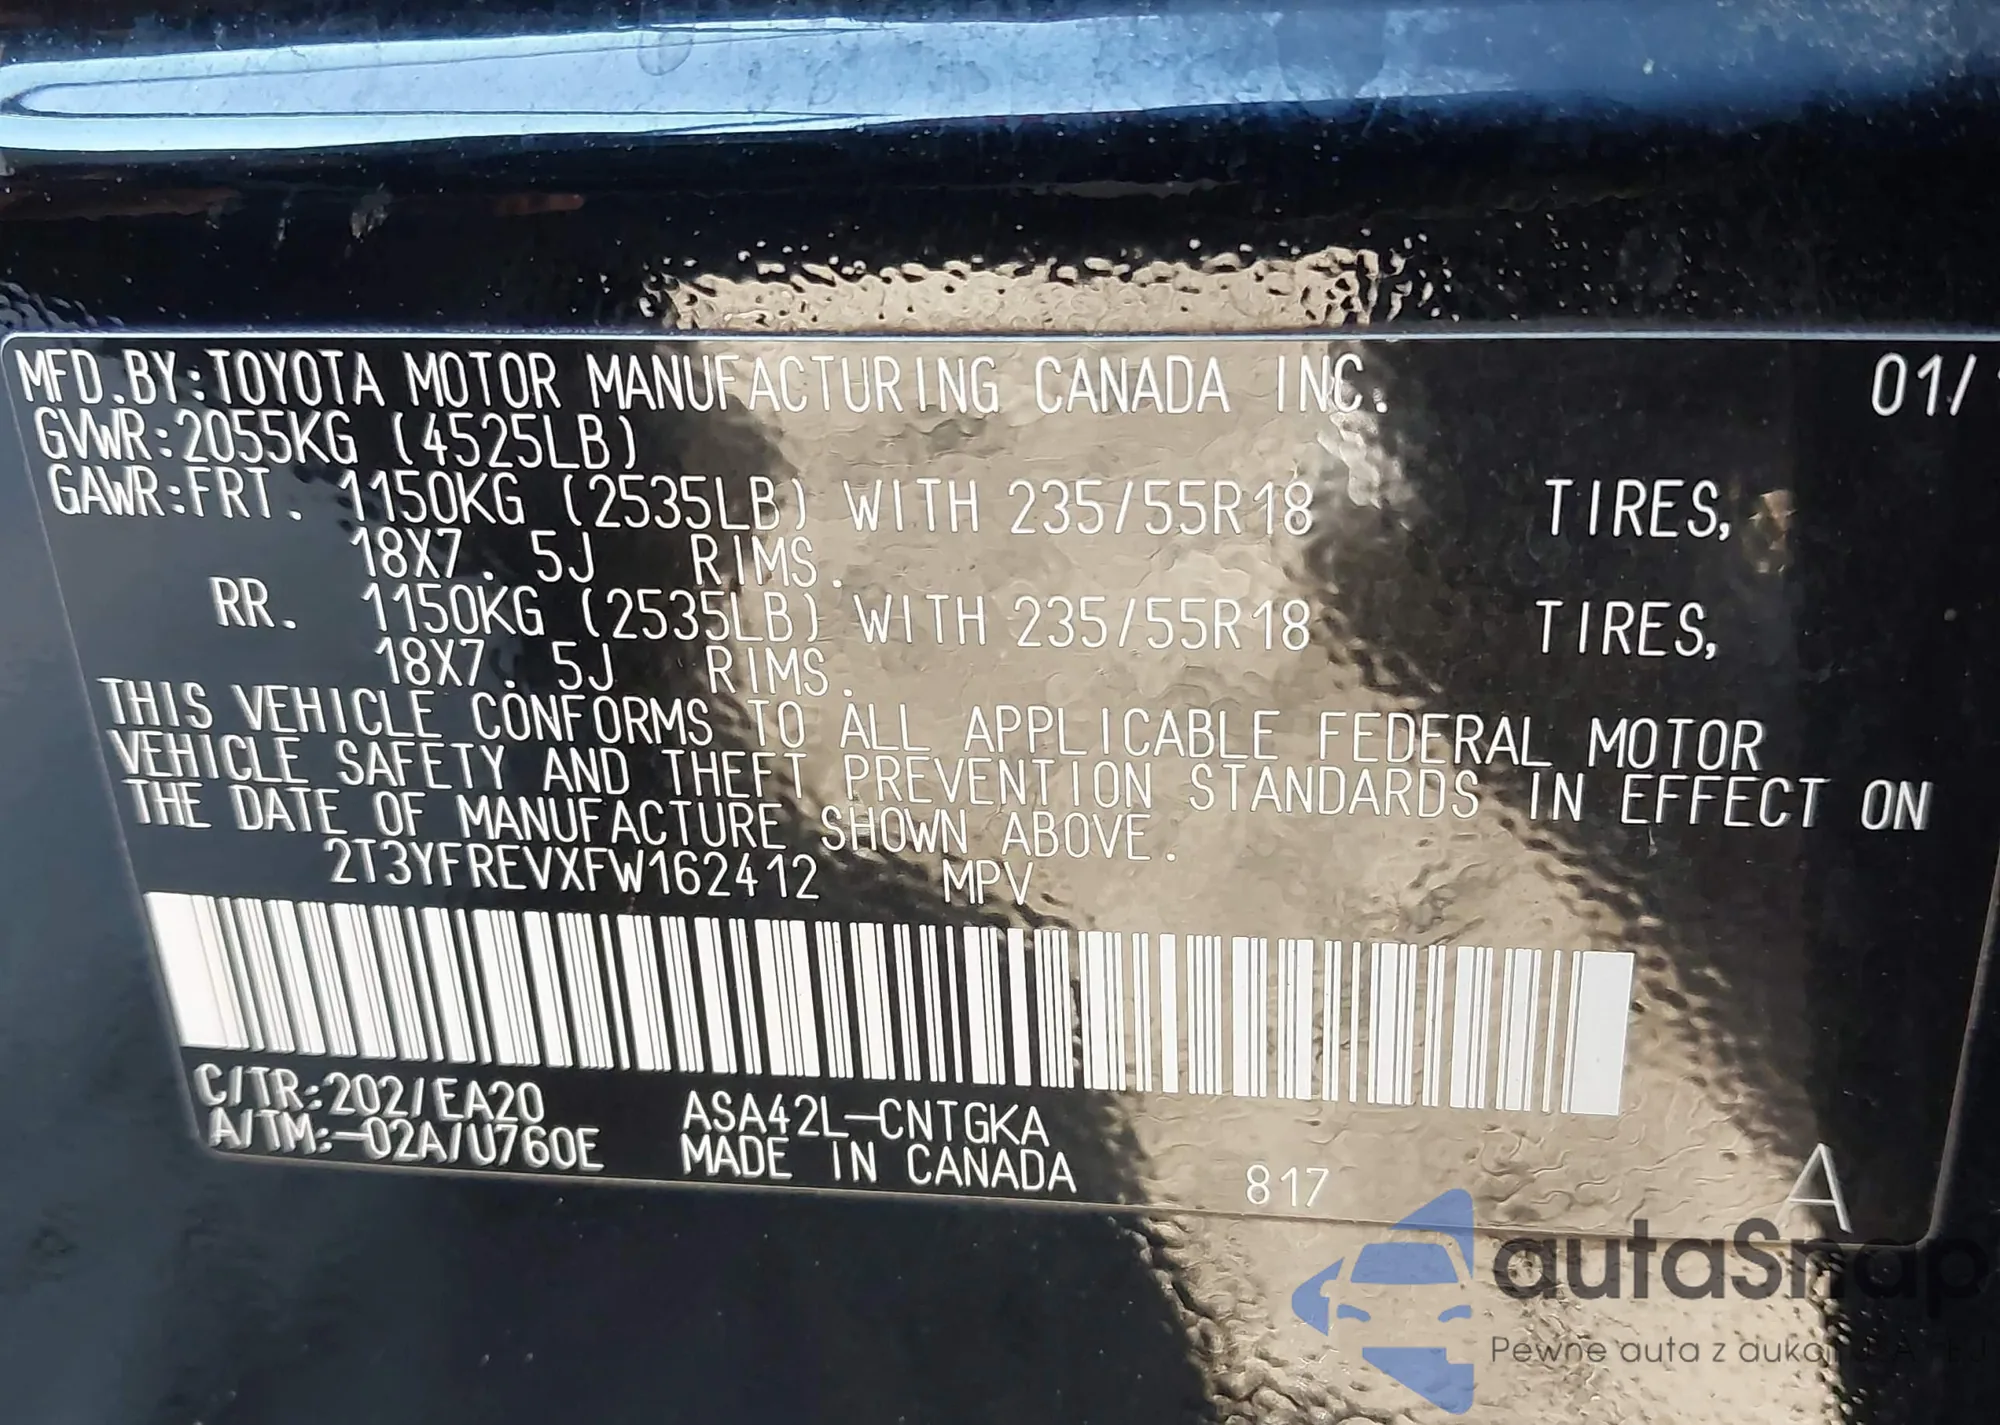 MFD.BY:TOYOTA MOTOR MANUFACTURING CANADA INC. 01/
GVWR:2055KG (4525LB)
GAWR:FRT. 1150KG (2535LB) WITH 235/55R18 TIRES,
18X7.5J RIMS.
RR. 1150KG (2535LB) WITH 235/55R18 TIRES,
18X7.5J RIMS.
THIS VEHICLE CONFORMS TO ALL APPLICABLE FEDERAL MOTOR
VEHICLE SAFETY AND THEFT PREVENTION STANDARDS IN EFFECT ON
THE DATE OF MANUFACTURE SHOWN ABOVE.
2T3YFREVXFW162412 MPV
C/TR:202/EA20 ASA42L-CNTGKA
A/TM:-02A/U760E MADE IN CANADA
817 A
autaSnap
Pewne auta z aukcji